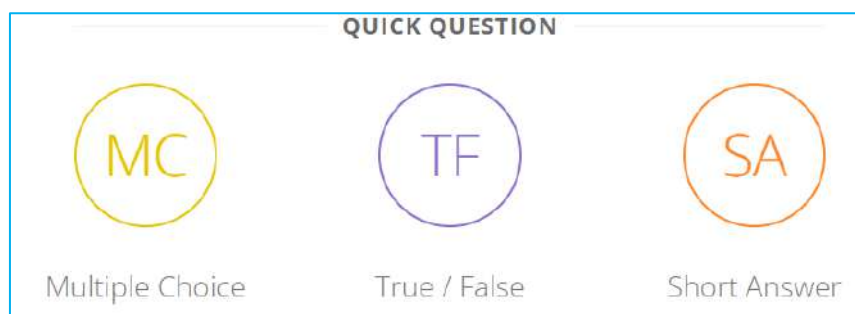 QUICK QUESTION
MC TF SA
Multiple Choice True / False Short Answer